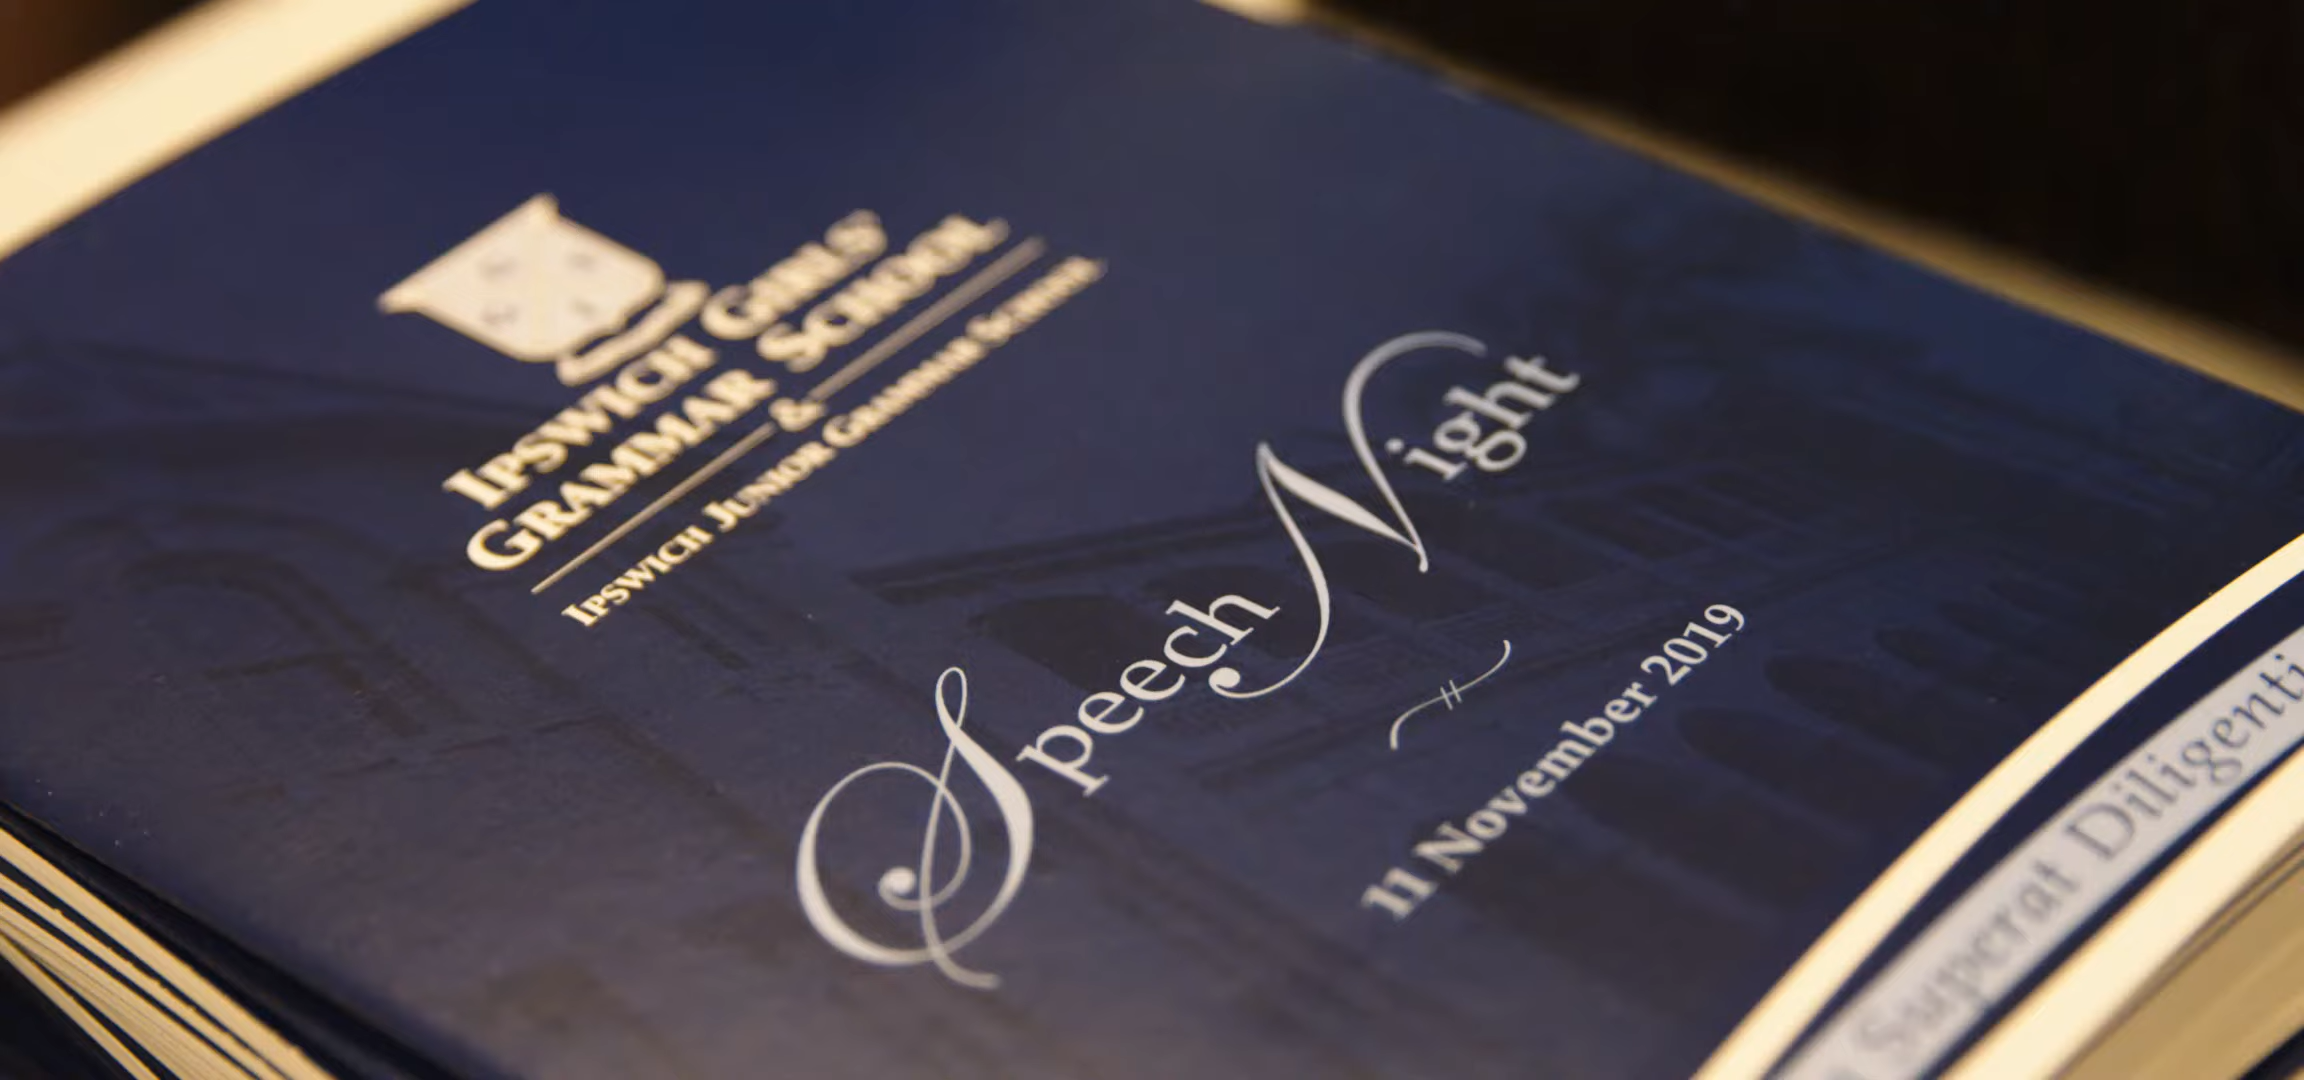 IPSWICH GIRLS'
GRAMMAR SCHOOL
&
IPSWICH JUNIOR GRAMMAR SCHOOL
Speech Night
11 November 2019
Superat Diligenti